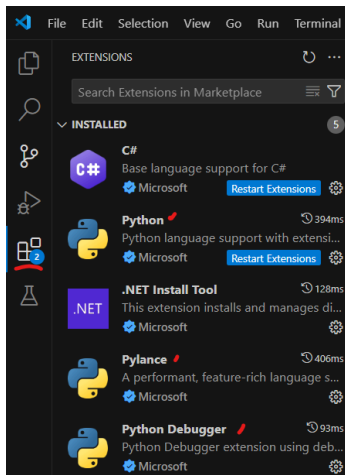 File Edit Selection View Go Run Terminal
EXTENSIONS
Search Extensions in Marketplace
INSTALLED 5
C#
C#
Base language support for C#
Microsoft Restart Extensions
Python 394ms
Python language support with extensi...
Microsoft Restart Extensions
2
.NET Install Tool 128ms
.NET
This extension installs and manages di...
Microsoft
Pylance 406ms
A performant, feature-rich language s...
Microsoft
Python Debugger 93ms
Python Debugger extension using deb...
Microsoft